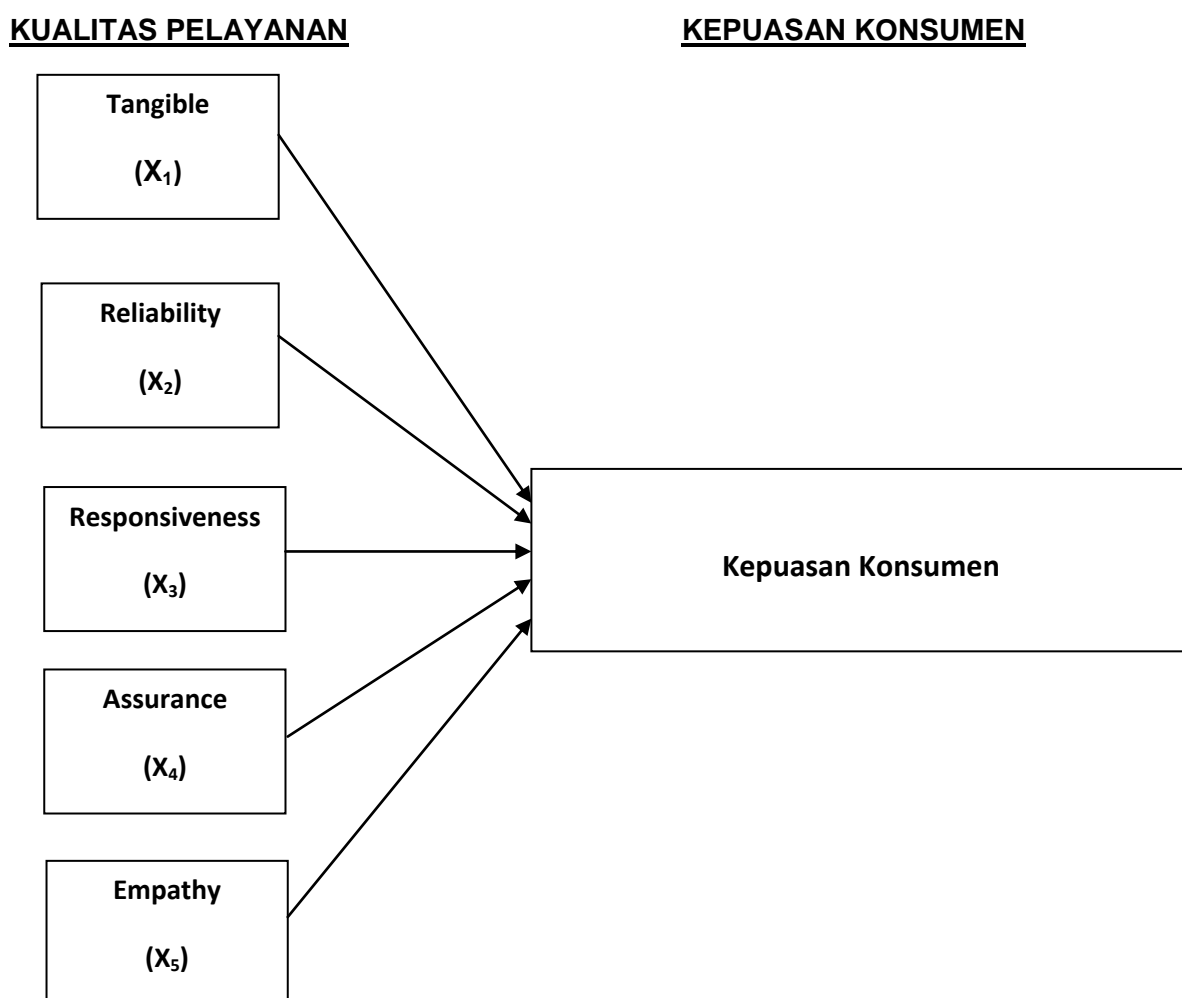 KUALITAS PELAYANAN
KEPUASAN KONSUMEN
Tangible
(X₁)
Reliability
(X₂)
Responsiveness
(X₃)
Assurance
(X₄)
Empathy
(X₅)
Kepuasan Konsumen